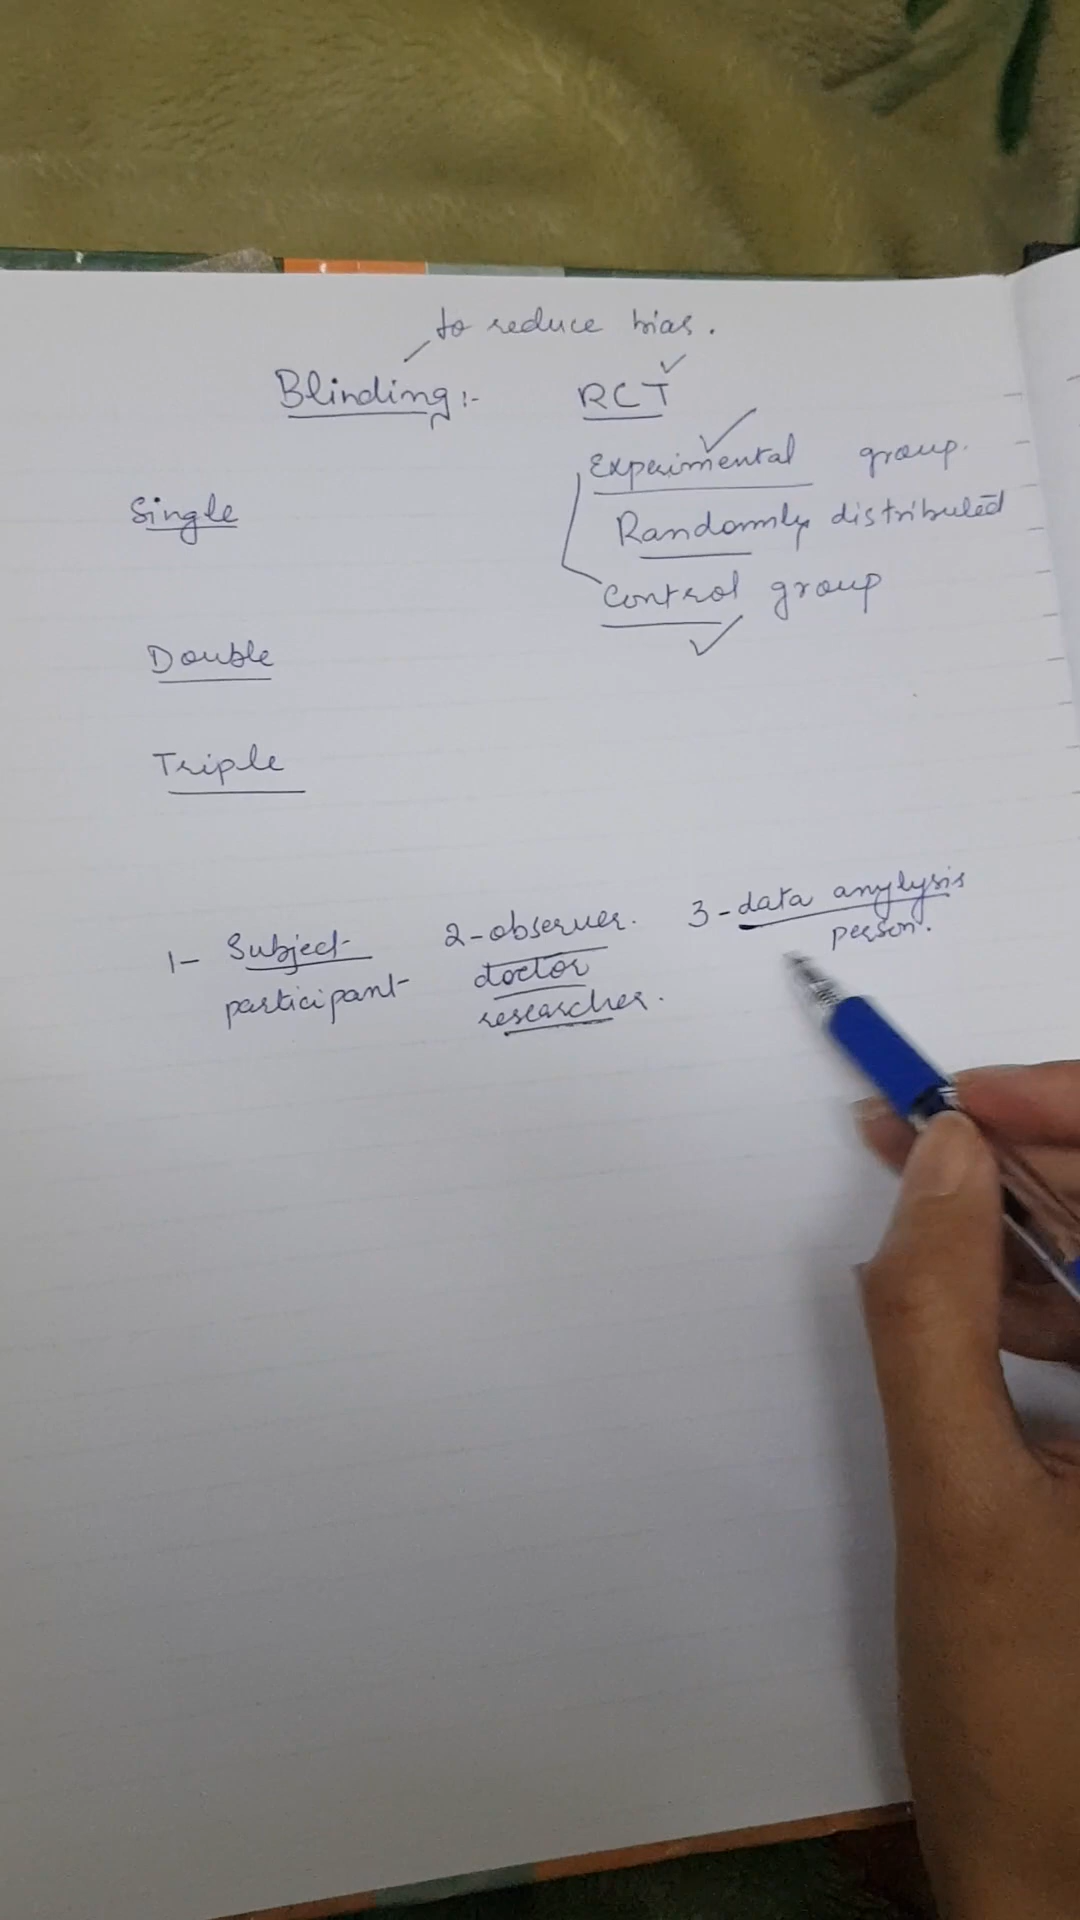 to reduce bias.
Blinding:- RCT
Experimental group.
Single
Randomly distributed
Control group
Double
Triple
1- Subject 2- observer. 3- data anylysis
participant doctor person.
researcher.